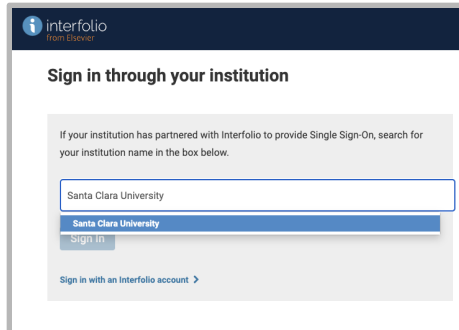 interfolio
from Elsevier
Sign in through your institution
If your institution has partnered with Interfolio to provide Single Sign-On, search for
your institution name in the box below.
Santa Clara University
Santa Clara University
Sign In
Sign in with an Interfolio account